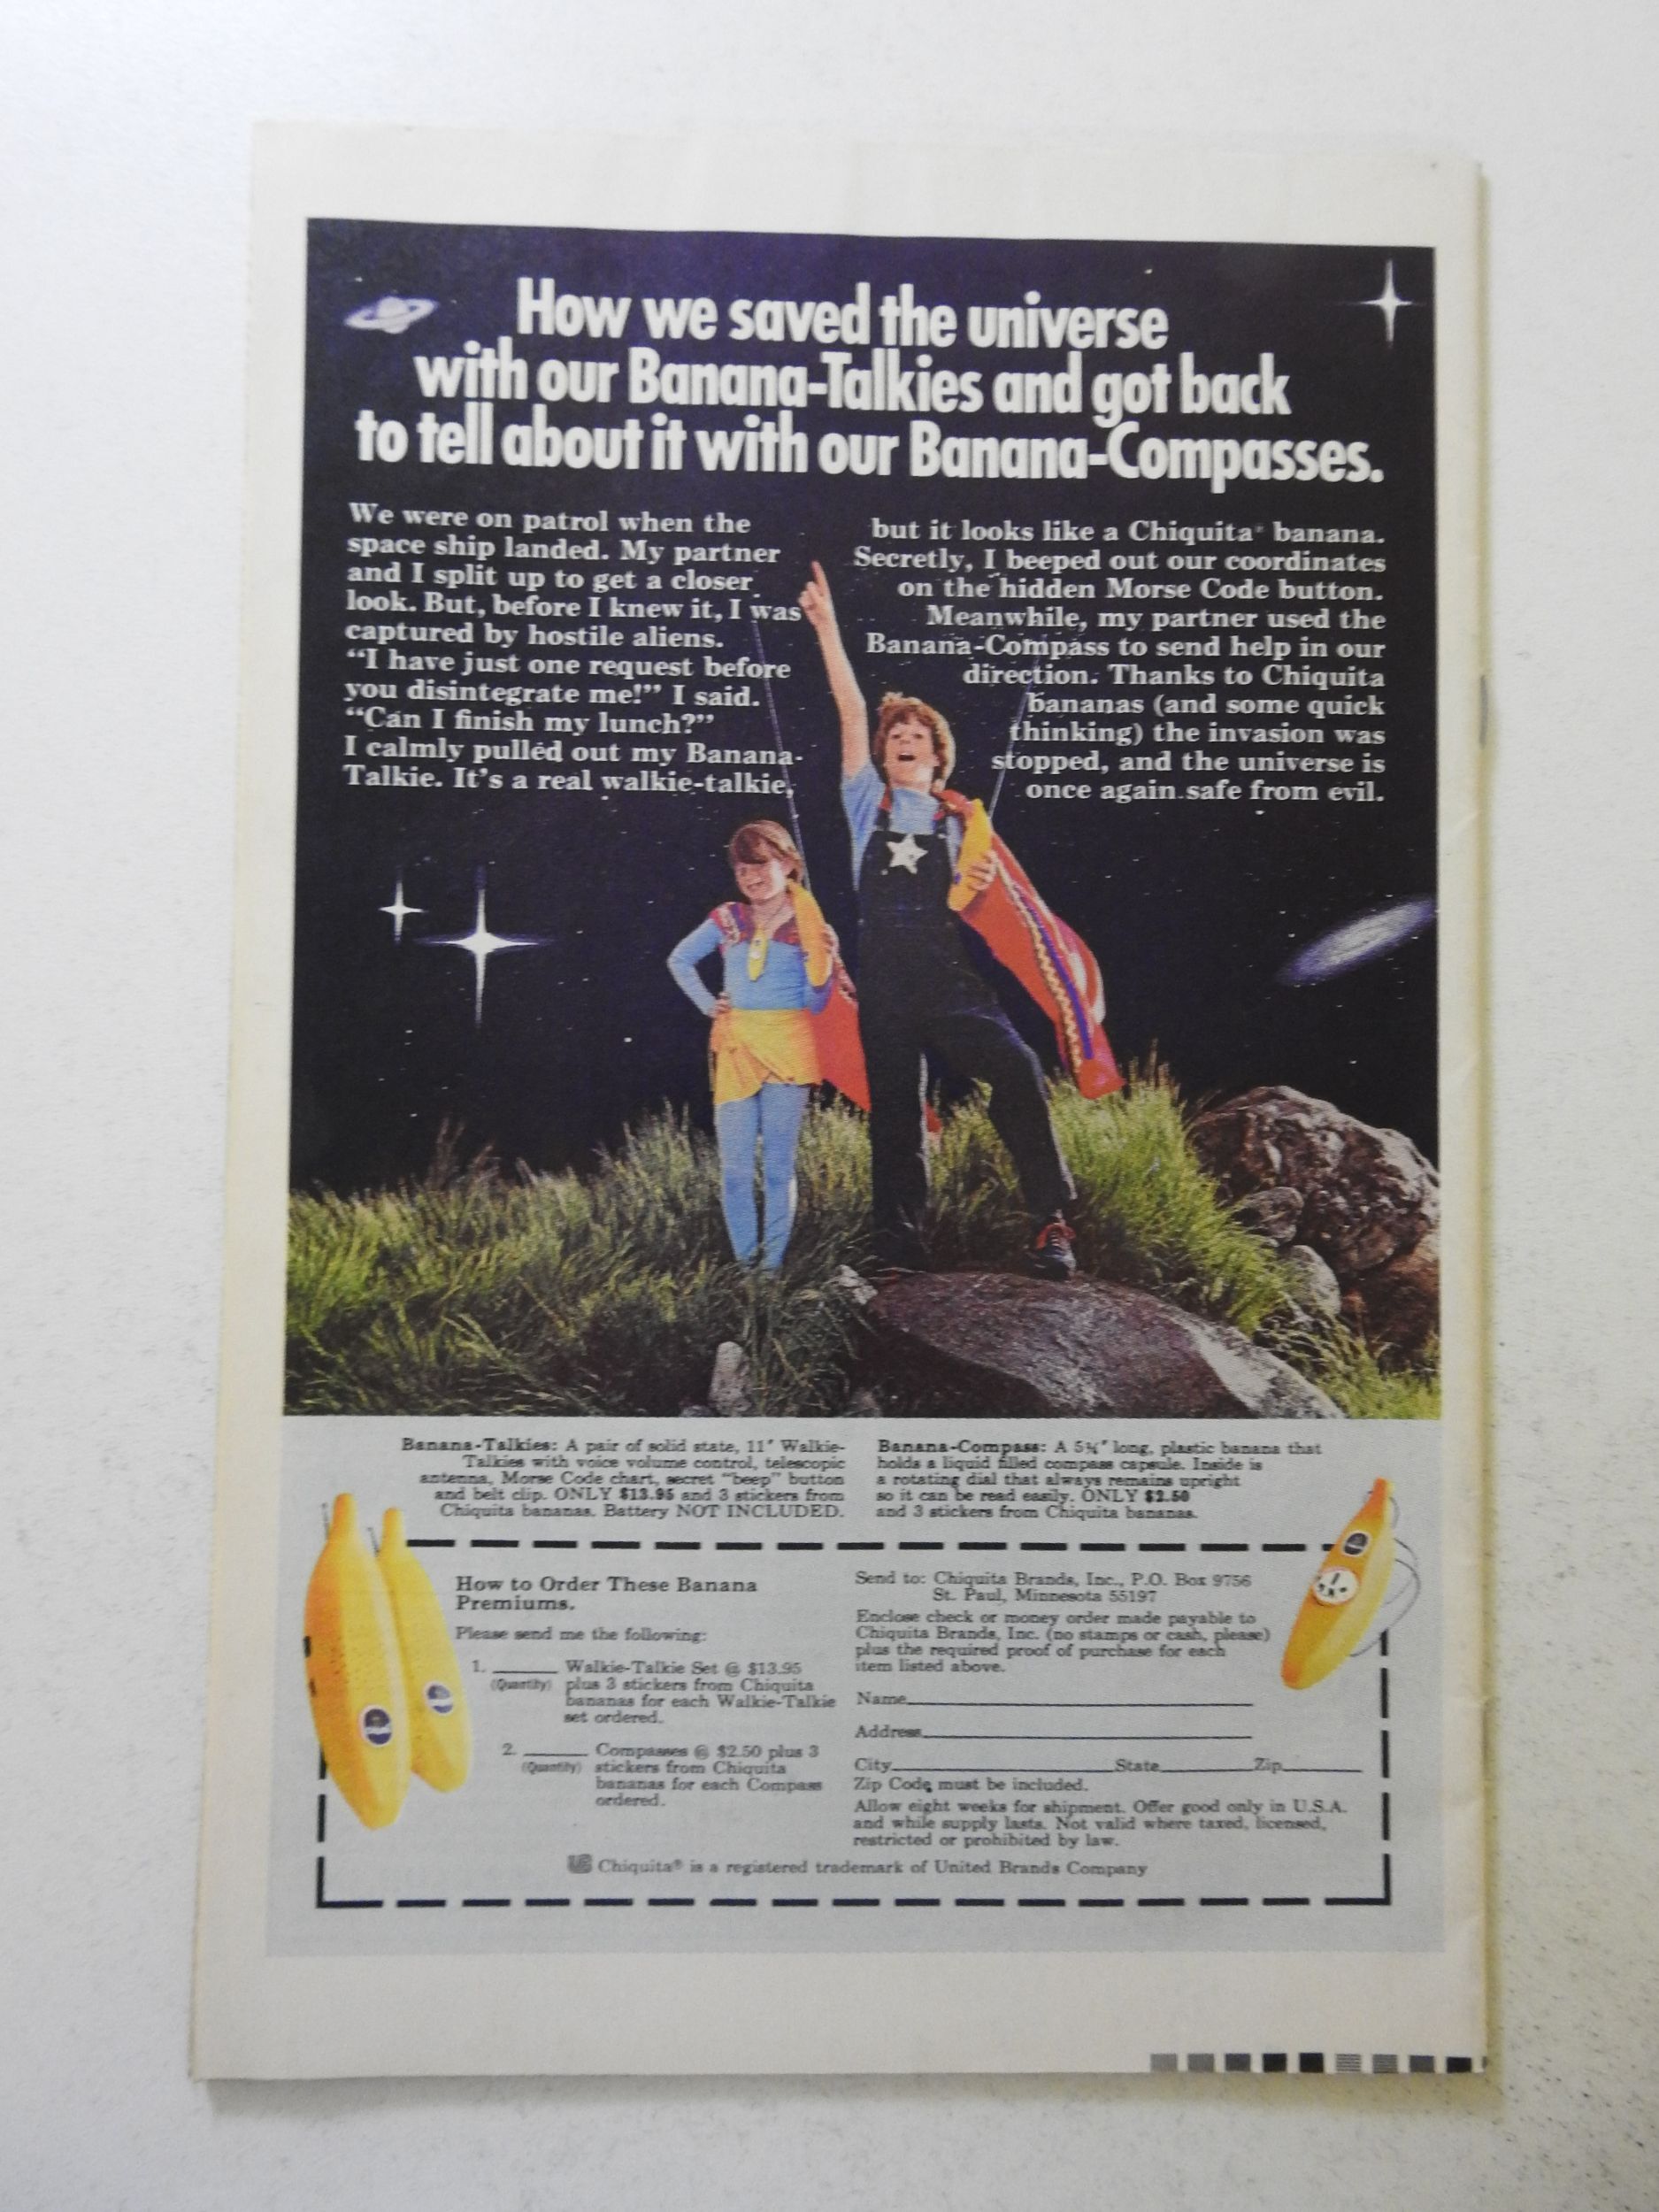 How we saved the universe
with our Banana-Talkies and got back
to tell about it with our Banana-Compasses.
We were on patrol when the
space ship landed. My partner
and I split up to get a closer
look. But, before I knew it, I was
captured by hostile aliens.
“I have just one request before
you disintegrate me!” I said.
“Can I finish my lunch?”
I calmly pulled out my Banana-
Talkie. It’s a real walkie-talkie,
but it looks like a Chiquita® banana.
Secretly, I beeped out our coordinates
on the hidden Morse Code button.
Meanwhile, my partner used the
Banana-Compass to send help in our
direction. Thanks to Chiquita
bananas (and some quick
thinking) the invasion was
stopped, and the universe is
once again safe from evil.
Banana-Talkies: A pair of solid state, 11″ Walkie-
Talkies with voice volume control, telescopic
antenna, Morse Code chart, secret “beep” button
and belt clip. ONLY $13.95 and 3 stickers from
Chiquita bananas. Battery NOT INCLUDED.
Banana-Compass: A 5¾″ long, plastic banana that
holds a liquid filled compass capsule. Inside is
a rotating dial that always remains upright
so it can be read easily. ONLY $2.50
and 3 stickers from Chiquita bananas.
How to Order These Banana
Premiums.
Please send me the following:
1. ______ Walkie-Talkie Set @ $13.95
(Quantity) plus 3 stickers from Chiquita
bananas for each Walkie-Talkie
set ordered.
2. ______ Compasses @ $2.50 plus 3
(Quantity) stickers from Chiquita
bananas for each Compass
ordered.
Send to: Chiquita Brands, Inc., P.O. Box 9756
St. Paul, Minnesota 55197
Enclose check or money order made payable to
Chiquita Brands, Inc. (no stamps or cash, please)
plus the required proof of purchase for each
item listed above.
Name
Address
City State Zip
Zip Code must be included.
Allow eight weeks for shipment. Offer good only in U.S.A.
and while supply lasts. Not valid where taxed, licensed,
restricted or prohibited by law.
Chiquita® is a registered trademark of United Brands Company